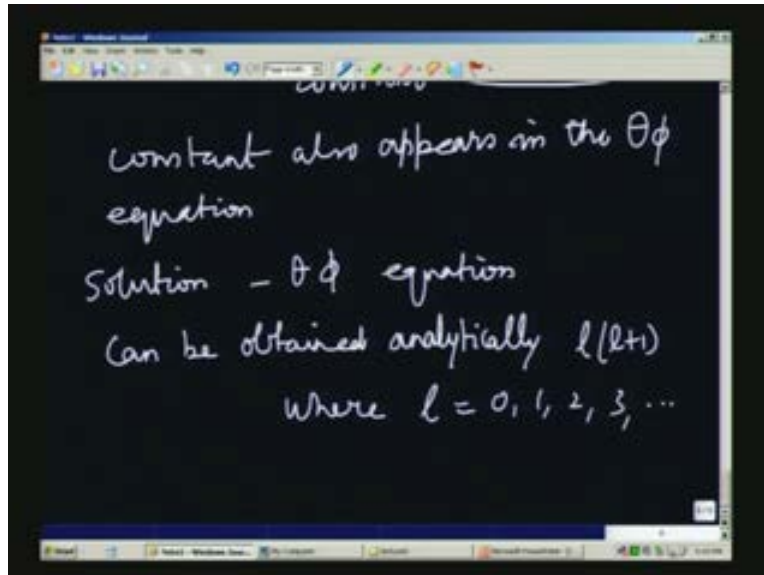 constant also appears in the θϕ
equation
Solution – θϕ equation
Can be obtained analytically l(l+1)
where l = 0, 1, 2, 3, ...